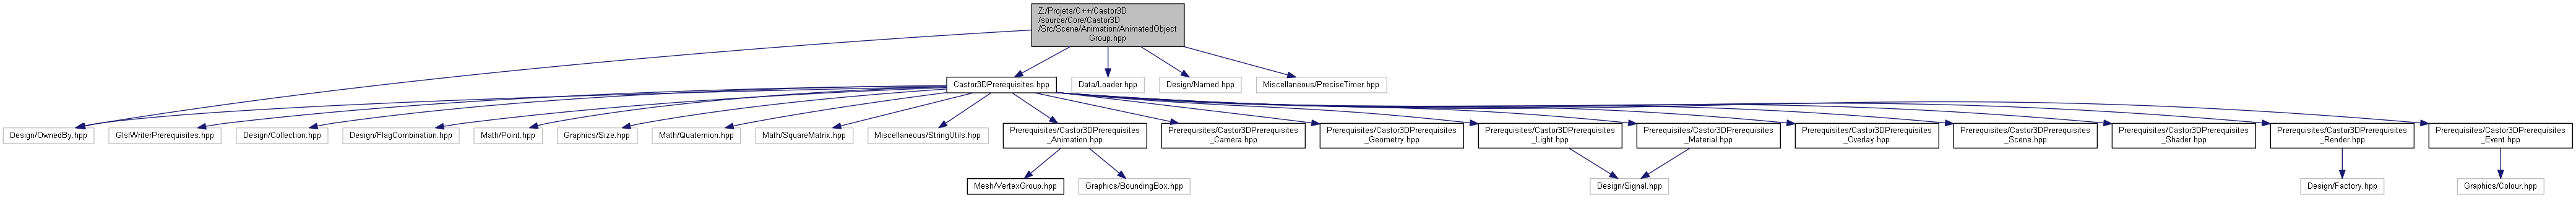 Z:/Projets/C++/Castor3D
/source/Core/Castor3D
/Src/Scene/Animation/AnimatedObject
Group.hpp
Castor3DPrerequisites.hpp
Data/Loader.hpp
Design/Named.hpp
Miscellaneous/PreciseTimer.hpp
Design/OwnedBy.hpp
GlslWriterPrerequisites.hpp
Design/Collection.hpp
Design/FlagCombination.hpp
Math/Point.hpp
Graphics/Size.hpp
Math/Quaternion.hpp
Math/SquareMatrix.hpp
Miscellaneous/StringUtils.hpp
Prerequisites/Castor3DPrerequisites
_Animation.hpp
Prerequisites/Castor3DPrerequisites
_Camera.hpp
Prerequisites/Castor3DPrerequisites
_Geometry.hpp
Prerequisites/Castor3DPrerequisites
_Light.hpp
Prerequisites/Castor3DPrerequisites
_Material.hpp
Prerequisites/Castor3DPrerequisites
_Overlay.hpp
Prerequisites/Castor3DPrerequisites
_Scene.hpp
Prerequisites/Castor3DPrerequisites
_Shader.hpp
Prerequisites/Castor3DPrerequisites
_Render.hpp
Prerequisites/Castor3DPrerequisites
_Event.hpp
Mesh/VertexGroup.hpp
Graphics/BoundingBox.hpp
Design/Signal.hpp
Design/Factory.hpp
Graphics/Colour.hpp